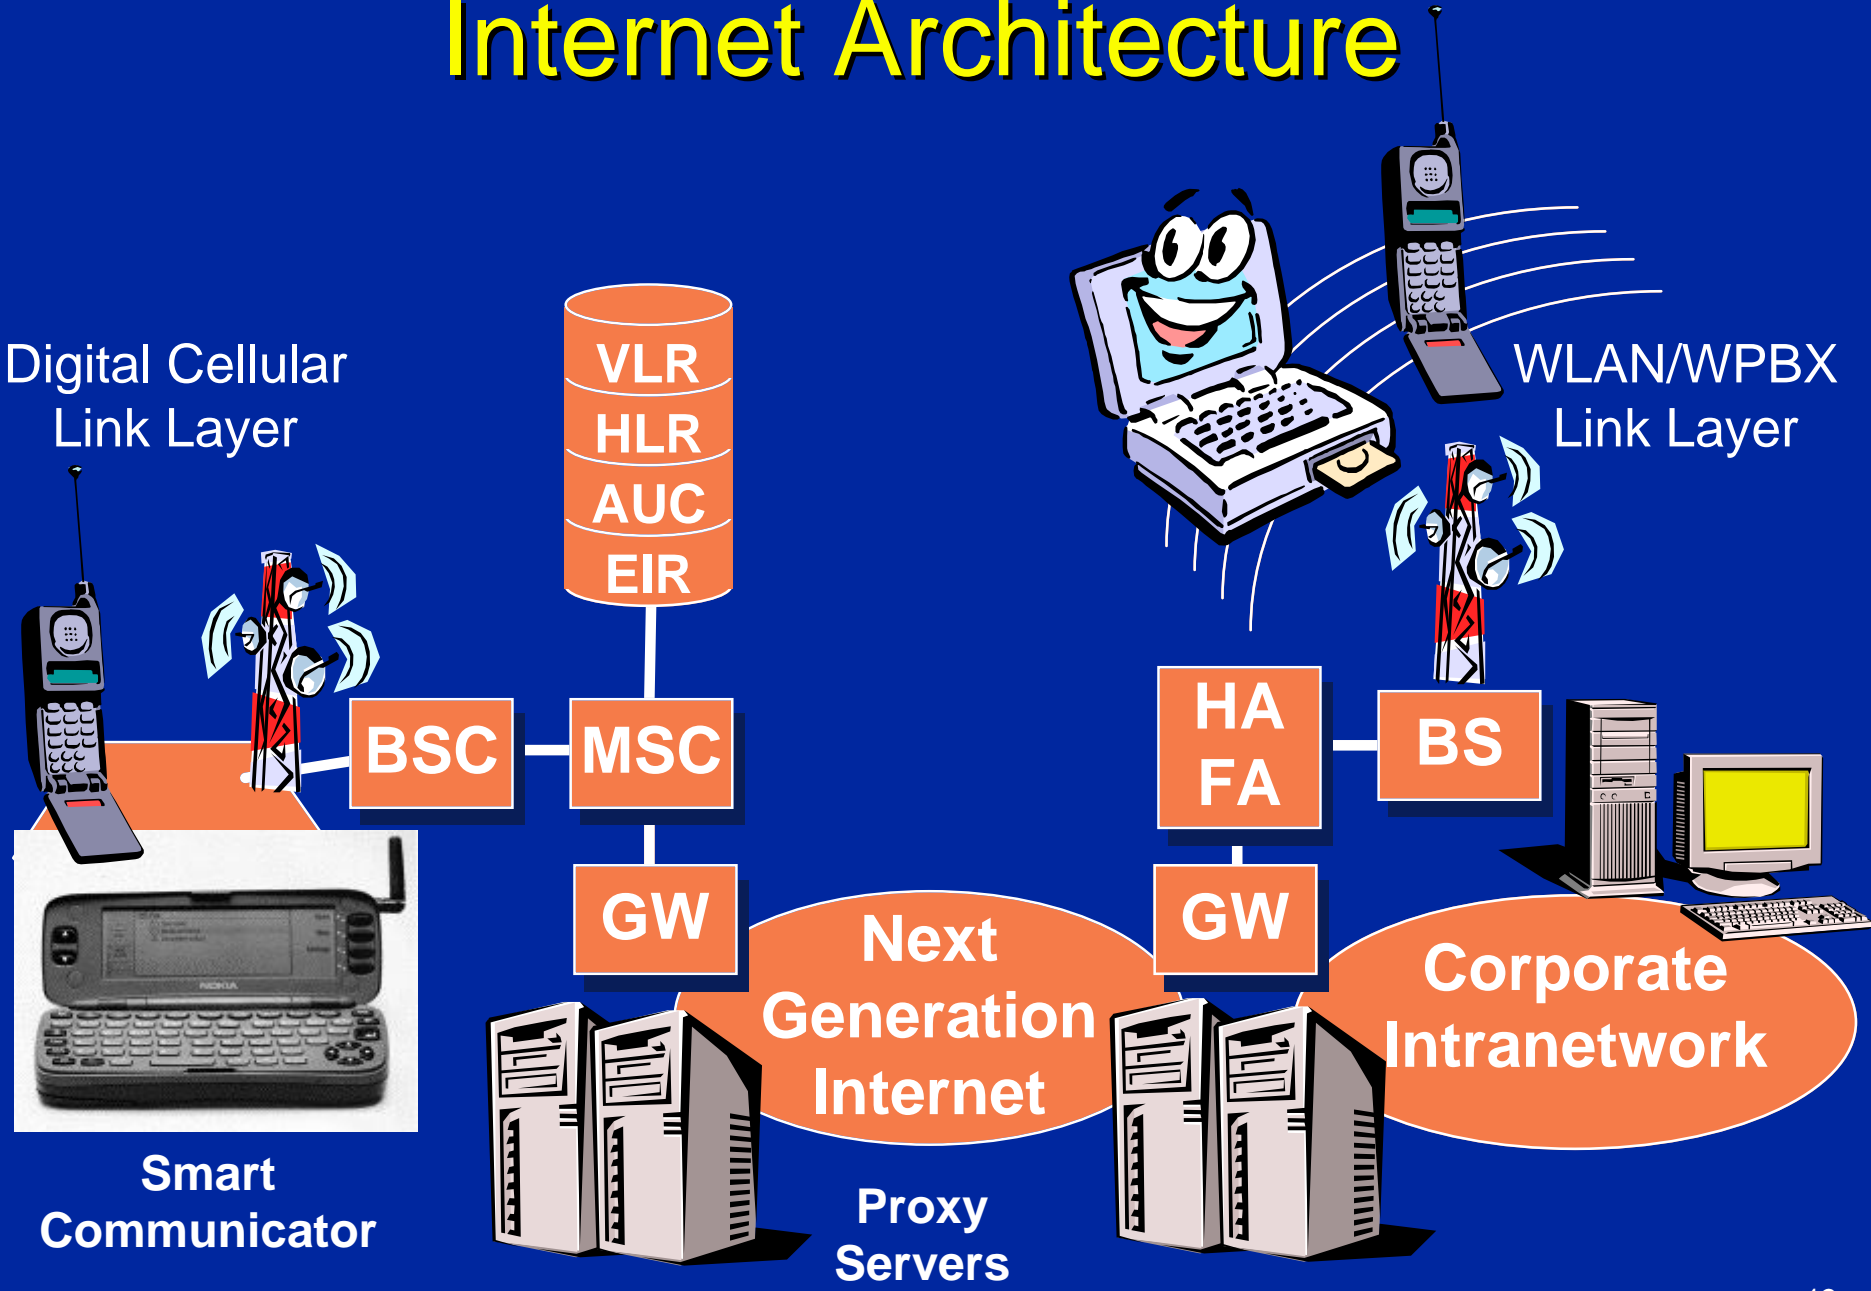 Internet Architecture
Digital Cellular
Link Layer
VLR
HLR
AUC
EIR
WLAN/WPBX
Link Layer
BSC
MSC
HA
FA
BS
GW
GW
Next
Generation
Internet
Corporate
Intranetwork
NOKIA
Smart
Communicator
Proxy
Servers